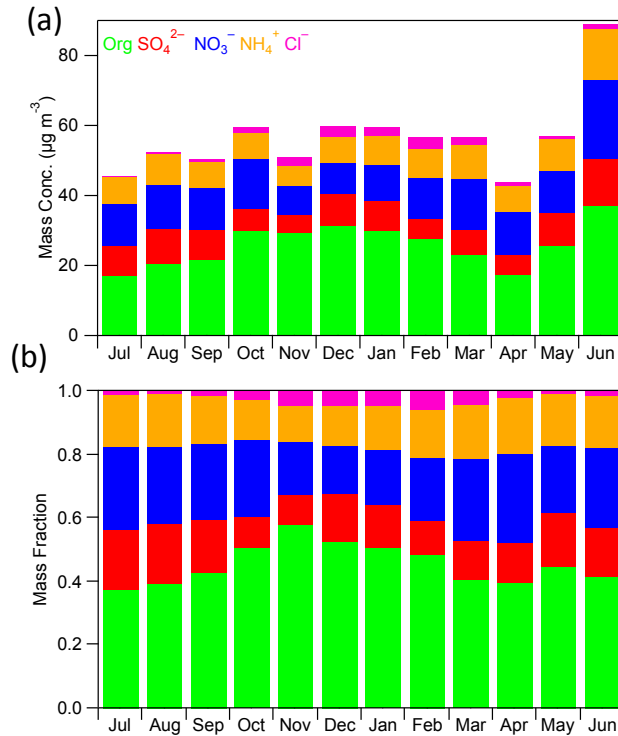 (a)
Org SO₄²⁻ NO₃⁻ NH₄⁺ Cl⁻
Mass Conc. (µg m⁻³)
80
60
40
20
0
Jul Aug Sep Oct Nov Dec Jan Feb Mar Apr May Jun
(b)
Mass Fraction
1.0
0.8
0.6
0.4
0.2
0.0
Jul Aug Sep Oct Nov Dec Jan Feb Mar Apr May Jun